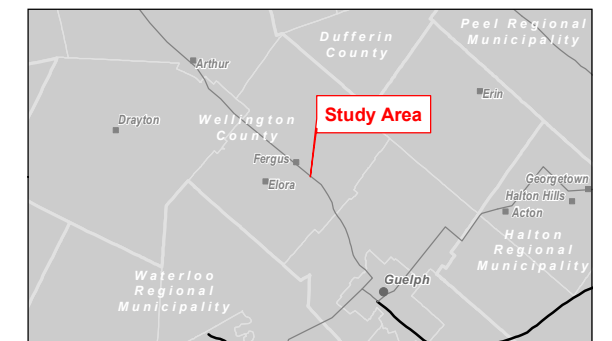 Peel Regional
Municipality
Dufferin
County
Arthur
Erin
Study Area
Drayton
Wellington
County
Fergus
Elora
Georgetown
Halton Hills
Acton
Halton
Regional
Municipality
Guelph
Waterloo
Regional
Municipality